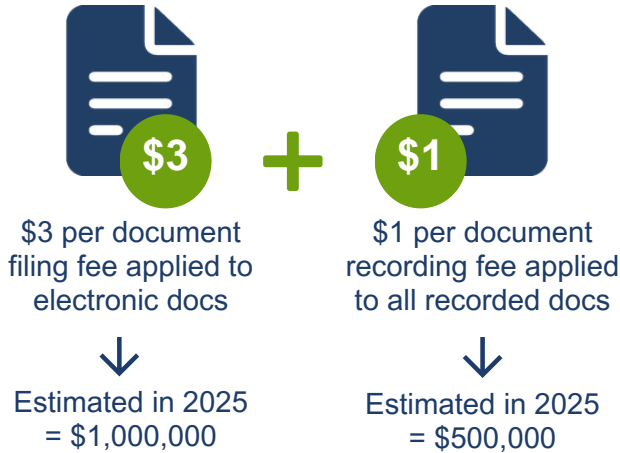 $3
$1
$3 per document
filing fee applied to
electronic docs
Estimated in 2025
= $1,000,000
$1 per document
recording fee applied
to all recorded docs
Estimated in 2025
= $500,000